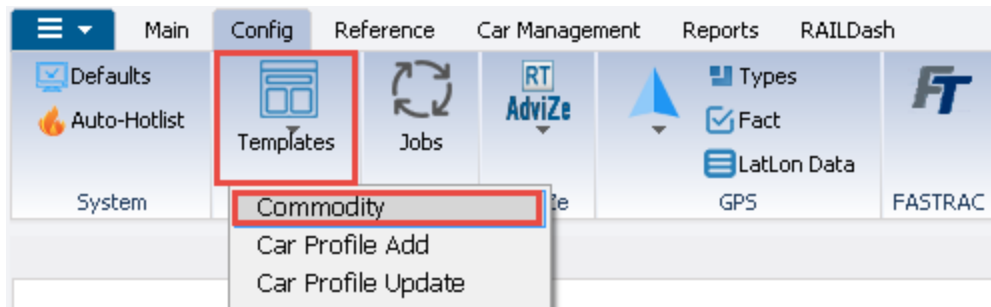 Main Config Reference Car Management Reports RAILDash
Defaults
Auto-Hotlist
System
Templates
Jobs
RT
AdviZe
Types
Fact
LatLon Data
GPS
FT
FASTRAC
Commodity
Car Profile Add
Car Profile Update